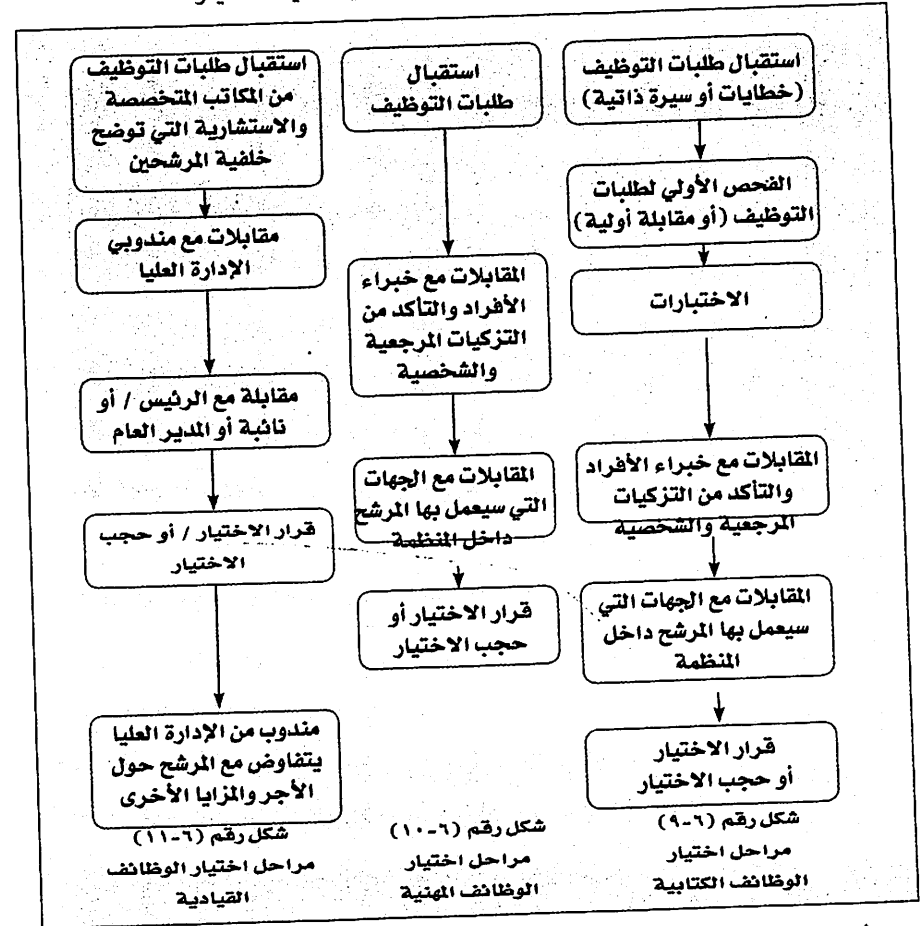 استقبال طلبات التوظيف
(خطايات أو سيرة ذاتية)
الفحص الأولي لطلبات
التوظيف (أو مقابلة أولية)
الاختبارات
المقابلات مع خبراء الأفراد
والتأكد من التزكيات
المرجعية والشخصية
المقابلات مع الجهات التي
سيعمل بها المرشح داخل
المنظمة
قرار الاختيار
أو حجب الاختيار
شكل رقم (٦-٩)
مراحل اختيار
الوظائف الكتابية
استقبال
طلبات التوظيف
المقابلات مع خبراء
الأفراد والتأكد من
التزكيات المرجعية
والشخصية
المقابلات مع الجهات
التي سيعمل بها المرشح
داخل المنظمة
قرار الاختيار أو
حجب الاختيار
شكل رقم (٦-١٠)
مراحل اختيار
الوظائف المهنية
استقبال طلبات التوظيف
من المكاتب المتخصصة
والاستشارية التي توضح
خلفية المرشحين
مقابلات مع مندوبي
الإدارة العليا
مقابلة مع الرئيس / أو
نائبة أو المدير العام
قرار الاختيار / أو حجب
الاختيار
مندوب من الإدارة العليا
يتفاوض مع المرشح حول
الأجر والمزايا الأخرى
شكل رقم (٦-١١)
مراحل اختيار الوظائف
القيادية